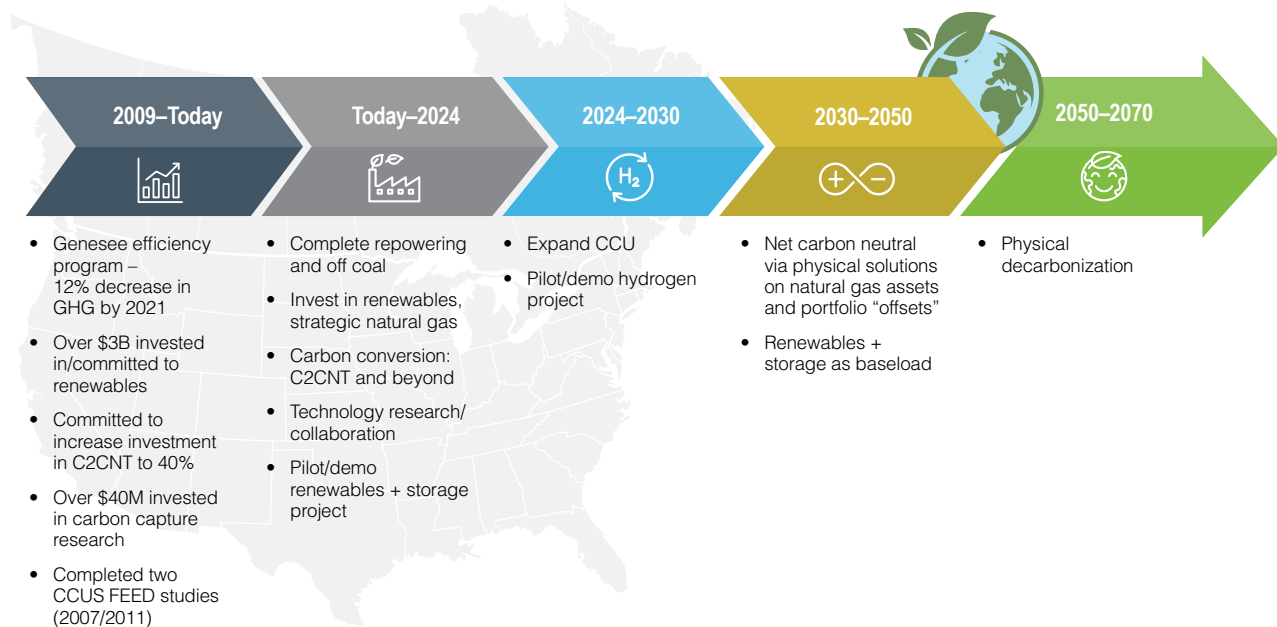 2009–Today
Today–2024
2024–2030
2030–2050
2050–2070
H₂
+ −
• Genesee efficiency
program –
12% decrease in
GHG by 2021
• Over $3B invested
in/committed to
renewables
• Committed to
increase investment
in C2CNT to 40%
• Over $40M invested
in carbon capture
research
• Completed two
CCUS FEED studies
(2007/2011)
• Complete repowering
and off coal
• Invest in renewables,
strategic natural gas
• Carbon conversion:
C2CNT and beyond
• Technology research/
collaboration
• Pilot/demo
renewables + storage
project
• Expand CCU
• Pilot/demo hydrogen
project
• Net carbon neutral
via physical solutions
on natural gas assets
and portfolio “offsets”
• Renewables +
storage as baseload
• Physical
decarbonization